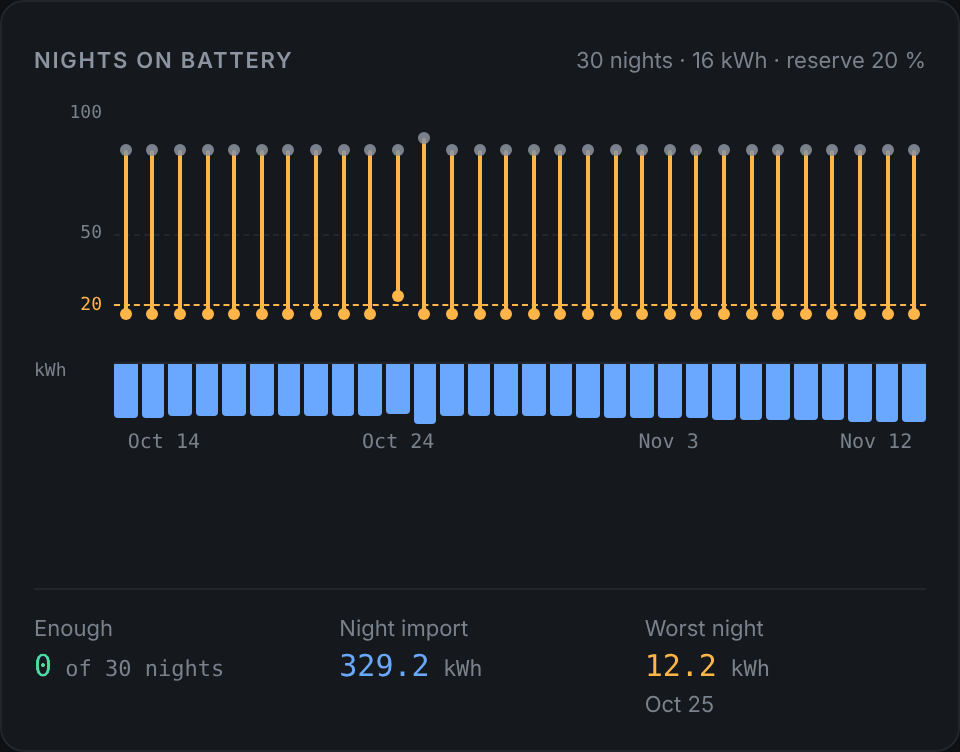 NIGHTS ON BATTERY
30 nights · 16 kWh · reserve 20 %
100
50
20
kWh
Oct 14 Oct 24 Nov 3 Nov 12
Enough Night import Worst night
0 of 30 nights 329.2 kWh 12.2 kWh
Oct 25